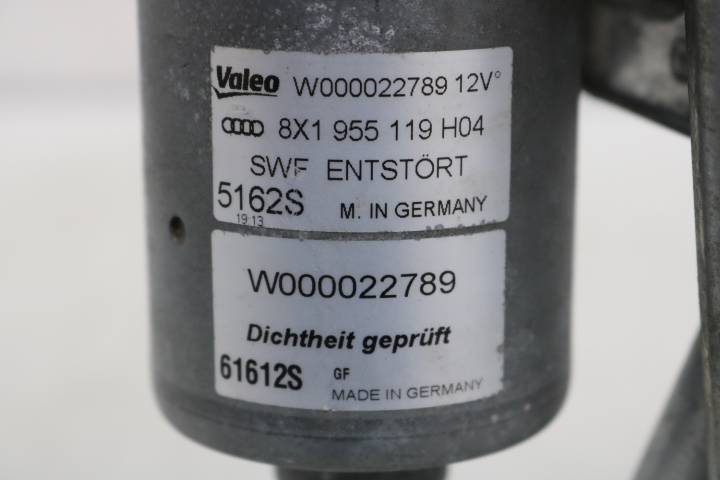 Valeo W000022789 12V°
8X1 955 119 H04
SWF ENTSTÖRT
5162S M. IN GERMANY
19:13
W000022789
Dichtheit geprüft
61612S GF
MADE IN GERMANY